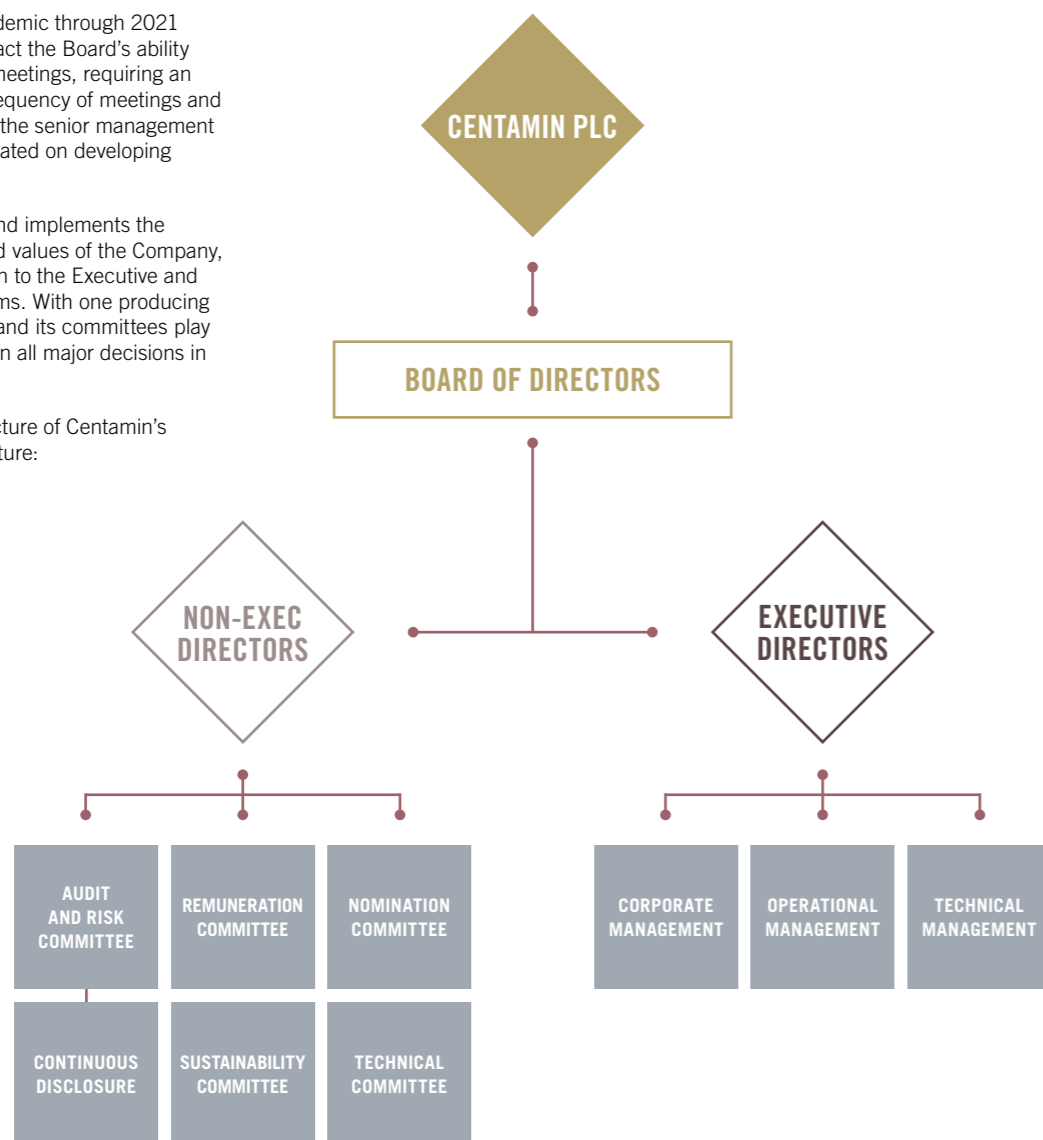 demic through 2021
act the Board's ability
meetings, requiring an
equency of meetings and
the senior management
ated on developing
nd implements the
d values of the Company,
n to the Executive and
ms. With one producing
and its committees play
n all major decisions in
cture of Centamin's
ture:
CENTAMIN PLC
BOARD OF DIRECTORS
NON-EXEC
DIRECTORS
EXECUTIVE
DIRECTORS
AUDIT
AND RISK
COMMITTEE
REMUNERATION
COMMITTEE
NOMINATION
COMMITTEE
CORPORATE
MANAGEMENT
OPERATIONAL
MANAGEMENT
TECHNICAL
MANAGEMENT
CONTINUOUS
DISCLOSURE
SUSTAINABILITY
COMMITTEE
TECHNICAL
COMMITTEE